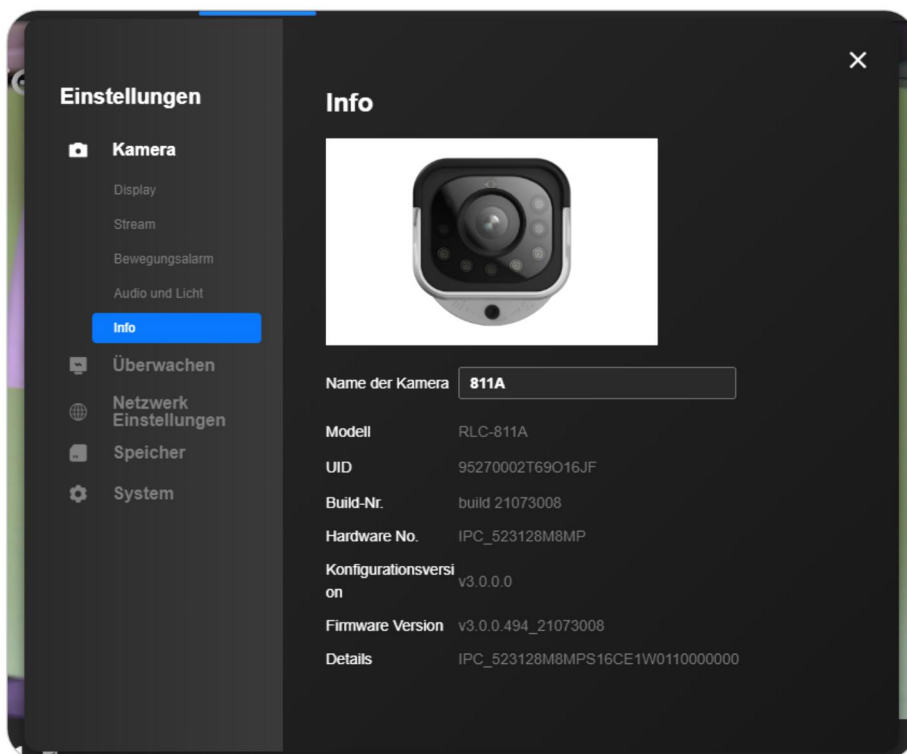 Einstellungen
Kamera
Display
Stream
Bewegungsalarm
Audio und Licht
Info
Überwachen
Netzwerk
Einstellungen
Speicher
System
Info
Name der Kamera 811A
Modell RLC-811A
UID 95270002T69O16JF
Build-Nr. build 21073008
Hardware No. IPC_523128M8MP
Konfigurationsversi
on v3.0.0.0
Firmware Version v3.0.0.494_21073008
Details IPC_523128M8MPS16CE1W0110000000